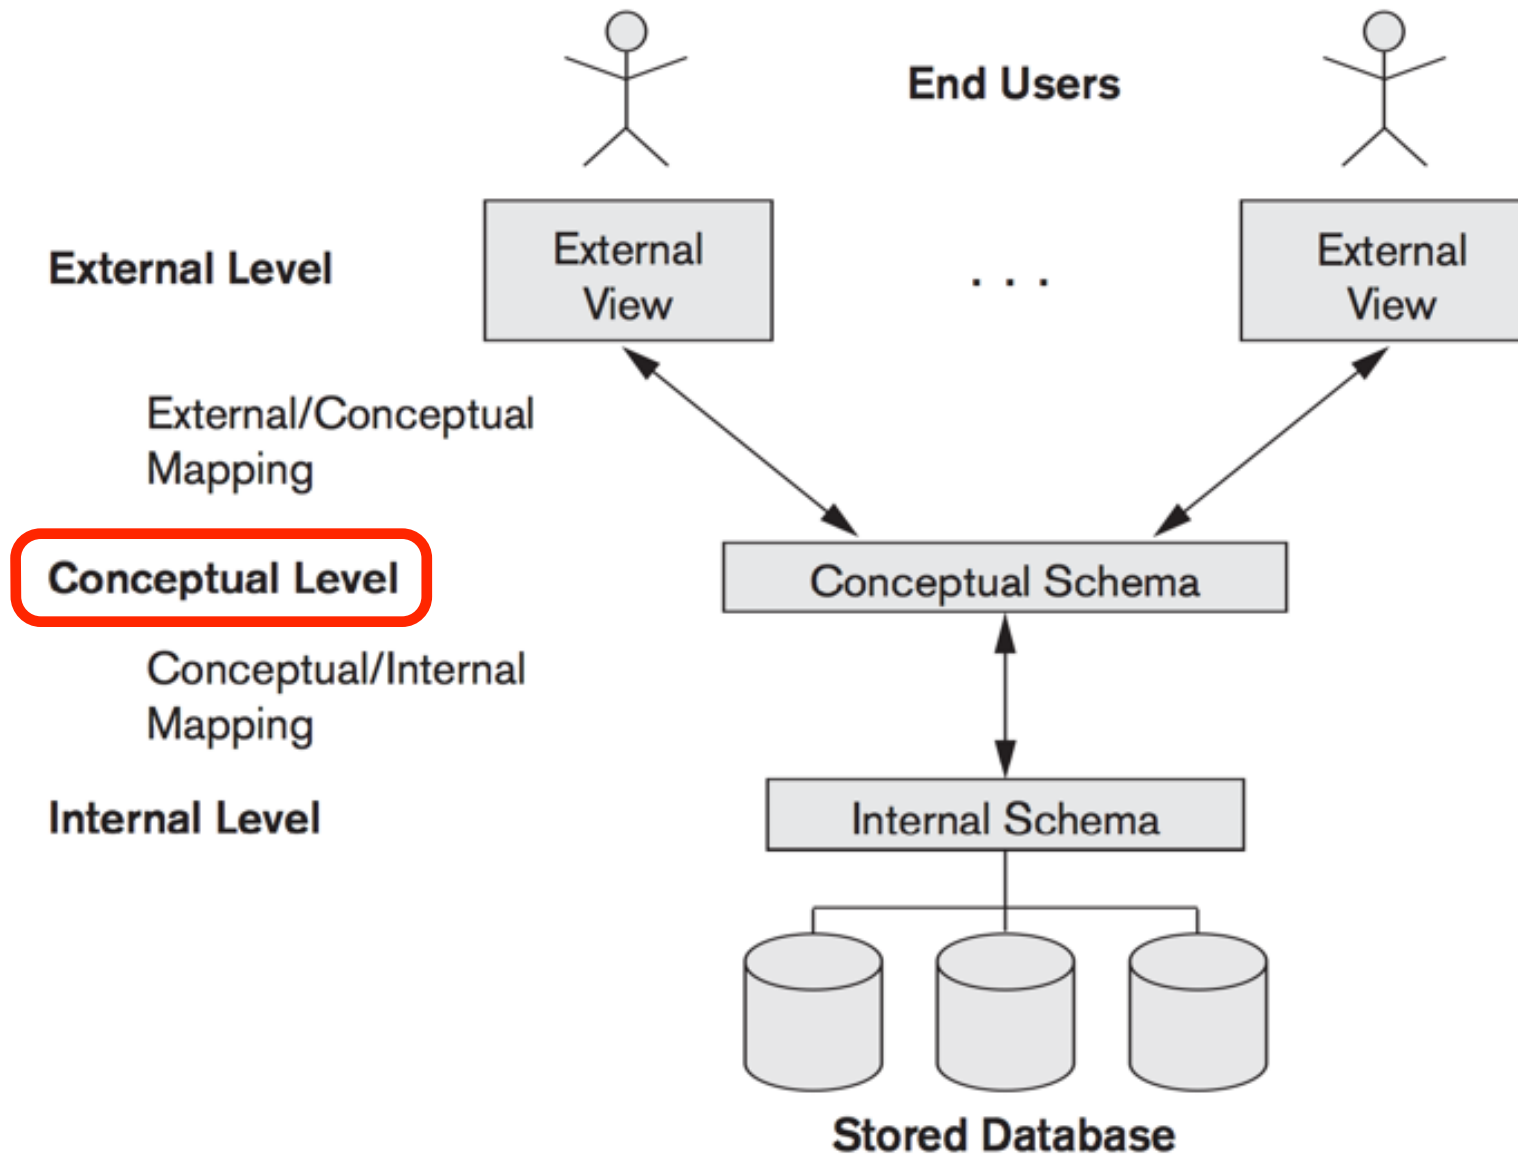 End Users
External Level
External
View
. . .
External
View
External/Conceptual
Mapping
Conceptual Level
Conceptual Schema
Conceptual/Internal
Mapping
Internal Level
Internal Schema
Stored Database